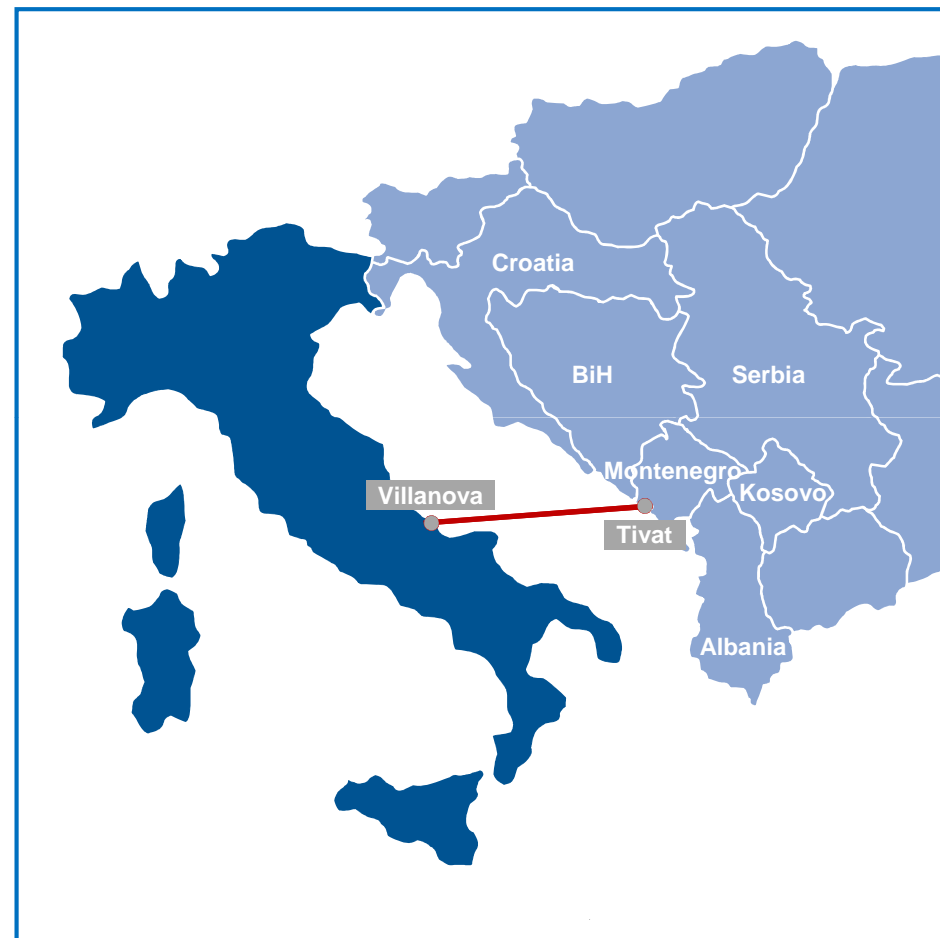 Croatia
BiH
Serbia
Montenegro
Kosovo
Villanova
Tivat
Albania